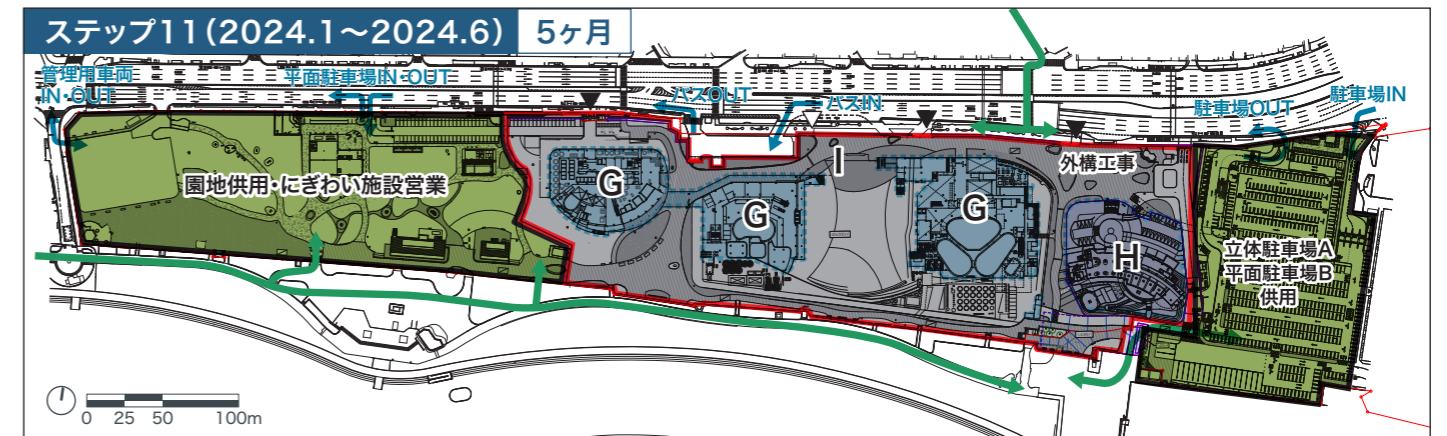 ステップ11(2024.1〜2024.6) 5ヶ月
管理用車両
IN・OUT
平面駐車場IN・OUT
バスOUT
バスIN
駐車場OUT
駐車場IN
外構工事
園地供用・にぎわい施設営業
G
G
I
G
H
立体駐車場A
平面駐車場B
供用
0 25 50 100m